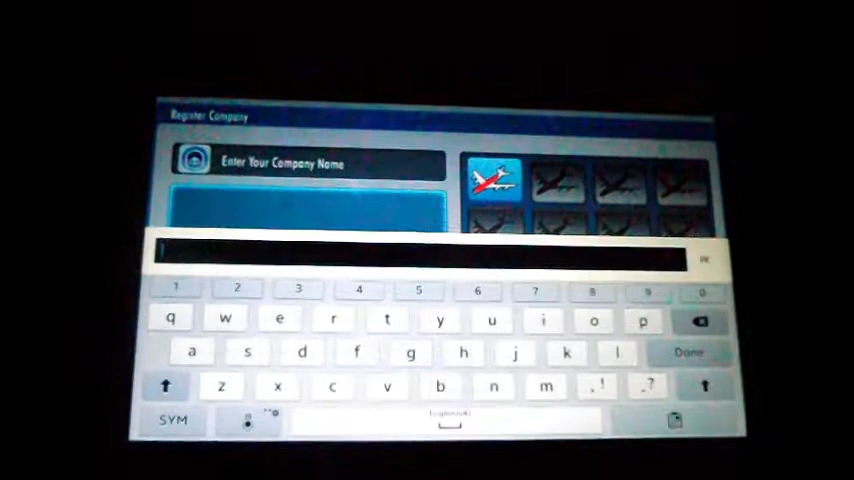 Register Company
Enter Your Company Name
1 2 3 4 5 6 7 8 9 0
q w e r t y u i o p
a s d f g h j k l Done
z x c v b n m , ! . ?
SYM